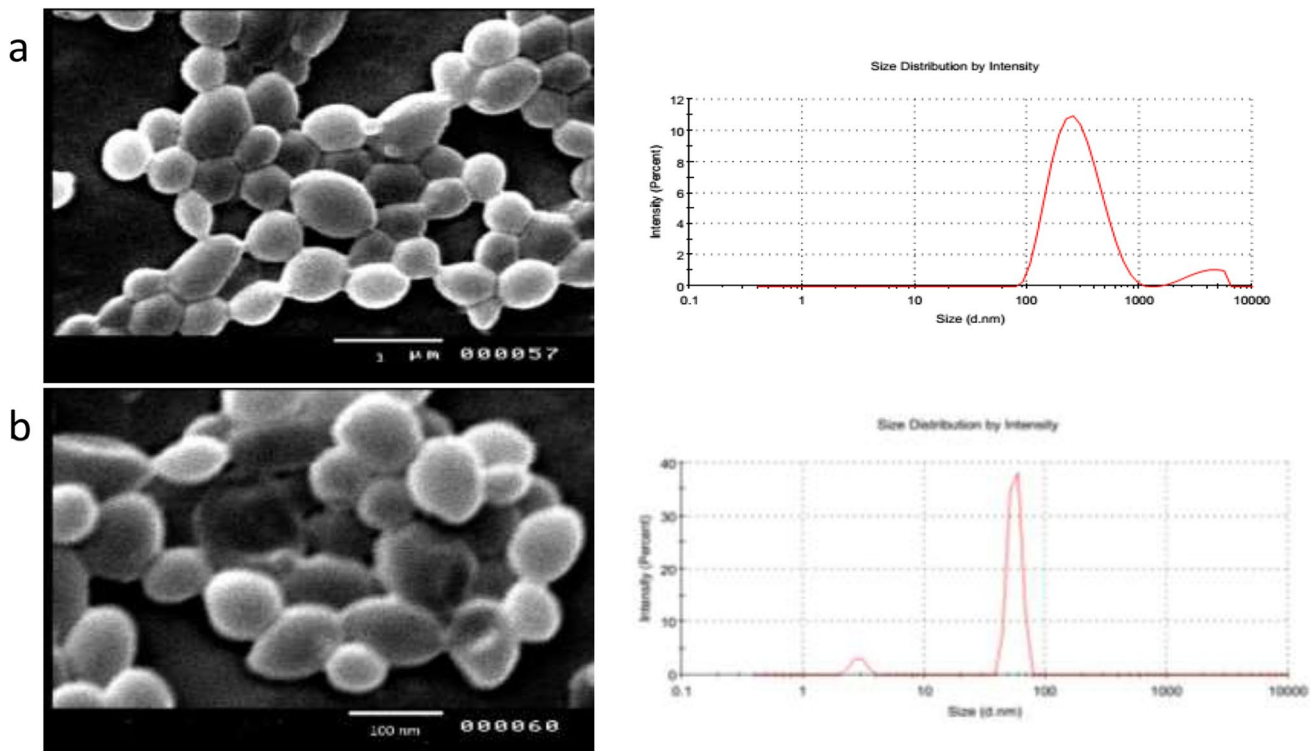 a
1 µm 000057
Size Distribution by Intensity
Intensity (Percent)
12
10
8
6
4
2
0
0.1 1 10 100 1000 10000
Size (d.nm)
b
100 nm 000060
Size Distribution by Intensity
Intensity (Percent)
40
30
20
10
0
0.1 1 10 100 1000 10000
Size (d.nm)